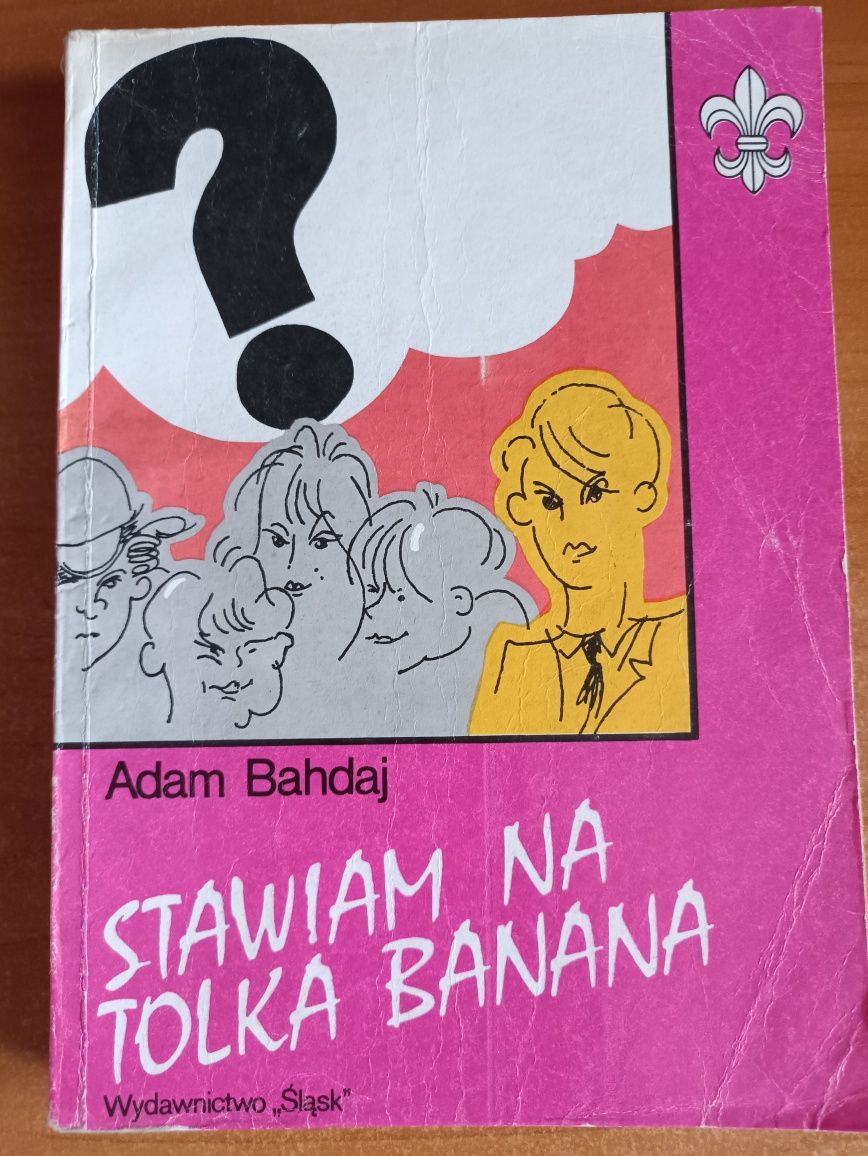 ?
Adam Bahdaj
STAWIAM NA
TOLKA BANANA
Wydawnictwo „Śląsk”